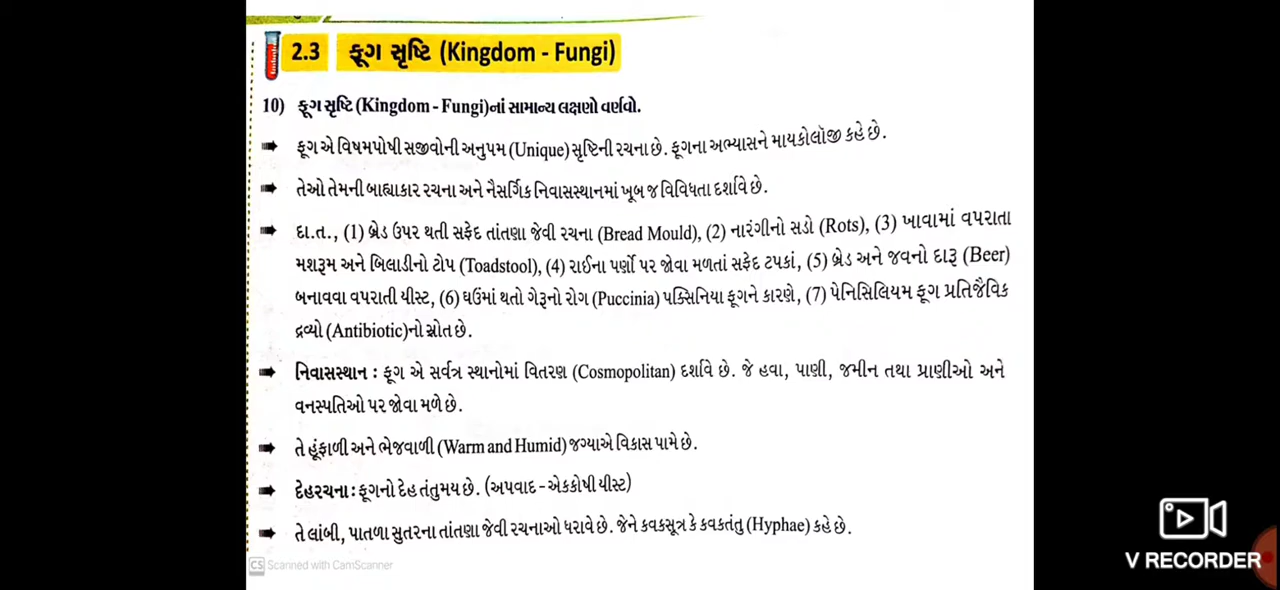 2.3 ફૂગ સૃષ્ટિ (Kingdom - Fungi)
10) ફૂગ સૃષ્ટિ (Kingdom - Fungi)નાં સામાન્ય લક્ષણો વર્ણવો.
ફૂગ એ વિષમપોષી સજીવોની અનુપમ (Unique) સૃષ્ટિની રચના છે. ફૂગના અભ્યાસને માયકોલૉજી કહે છે.
તેઓ તેમની બાહ્યાકાર રચના અને નૈસર્ગિક નિવાસસ્થાનમાં ખૂબ જ વિવિધતા દર્શાવે છે.
દા.ત., (1) બ્રેડ ઉપર થતી સફેદ તાંતણા જેવી રચના (Bread Mould), (2) નારંગીનો સડો (Rots), (3) ખાવામાં વપરાતા
મશરૂમ અને બિલાડીનો ટોપ (Toadstool), (4) રાઈના પર્ણો પર જોવા મળતાં સફેદ ટપકાં, (5) બ્રેડ અને જવનો દારૂ (Beer)
બનાવવા વપરાતી યીસ્ટ, (6) ઘઉંમાં થતો ગેરૂનો રોગ (Puccinia) પક્સિનિયા ફૂગને કારણે, (7) પેનિસિલિયમ ફૂગ પ્રતિજૈવિક
દ્રવ્યો (Antibiotic)નો સ્રોત છે.
નિવાસસ્થાન : ફૂગ એ સર્વત્ર સ્થાનોમાં વિતરણ (Cosmopolitan) દર્શાવે છે. જે હવા, પાણી, જમીન તથા પ્રાણીઓ અને
વનસ્પતિઓ પર જોવા મળે છે.
તે હૂંફાળી અને ભેજવાળી (Warm and Humid) જગ્યાએ વિકાસ પામે છે.
દેહરચના : ફૂગનો દેહ તંતુમય છે. (અપવાદ - એકકોષી યીસ્ટ)
તે લાંબી, પાતળા સુતરના તાંતણા જેવી રચનાઓ ધરાવે છે. જેને કવકસૂત્ર કે કવકતંતુ (Hyphae) કહે છે.
CS Scanned with CamScanner
V RECORDER